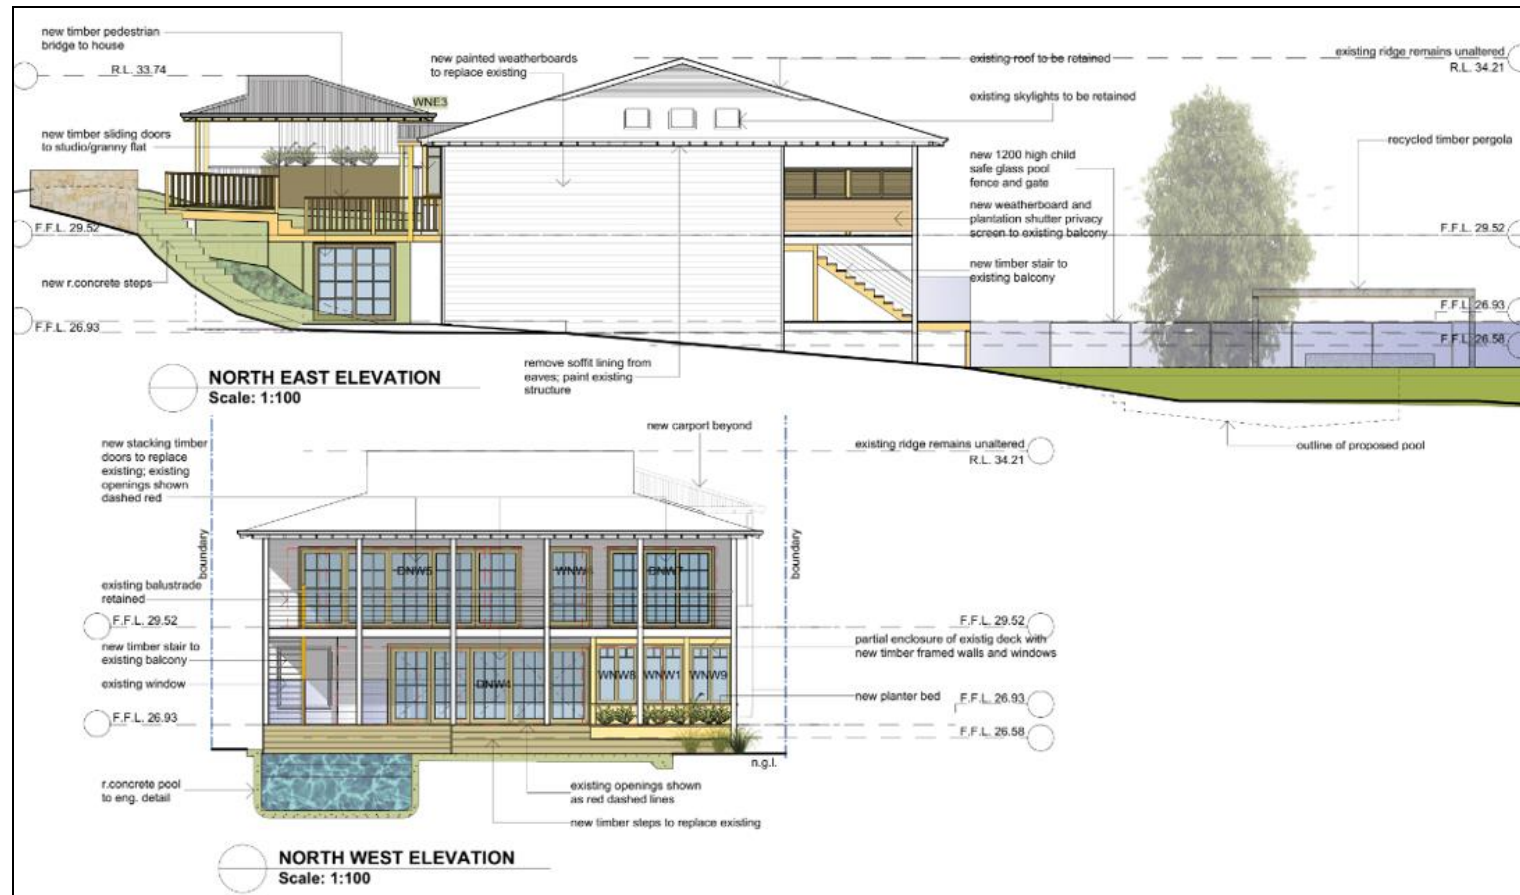 new timber pedestrian
bridge to house
R.L. 33.74
new painted weatherboards
to replace existing
existing roof to be retained
existing ridge remains unaltered
R.L. 34.21
WNE3
existing skylights to be retained
new timber sliding doors
to studio/granny flat
recycled timber pergola
new 1200 high child
safe glass pool
fence and gate
new weatherboard and
plantation shutter privacy
screen to existing balcony
F.F.L. 29.52
F.F.L. 29.52
new r.concrete steps
new timber stair to
existing balcony
F.F.L. 26.93
F.F.L. 26.93
F.F.L. 26.58
remove soffit lining from
eaves; paint existing
structure
NORTH EAST ELEVATION
Scale: 1:100
new stacking timber
doors to replace
existing; existing
openings shown
dashed red
new carport beyond
existing ridge remains unaltered
R.L. 34.21
outline of proposed pool
boundary
boundary
DNW5
WNW6
DNW7
existing balustrade
retained
F.F.L. 29.52
F.F.L. 29.52
new timber stair to
existing balcony
partial enclosure of existig deck with
new timber framed walls and windows
existing window
DNW4
WNW8
WNW1
WNW9
new planter bed
F.F.L. 26.93
F.F.L. 26.93
F.F.L. 26.58
n.g.l.
r.concrete pool
to eng. detail
existing openings shown
as red dashed lines
new timber steps to replace existing
NORTH WEST ELEVATION
Scale: 1:100